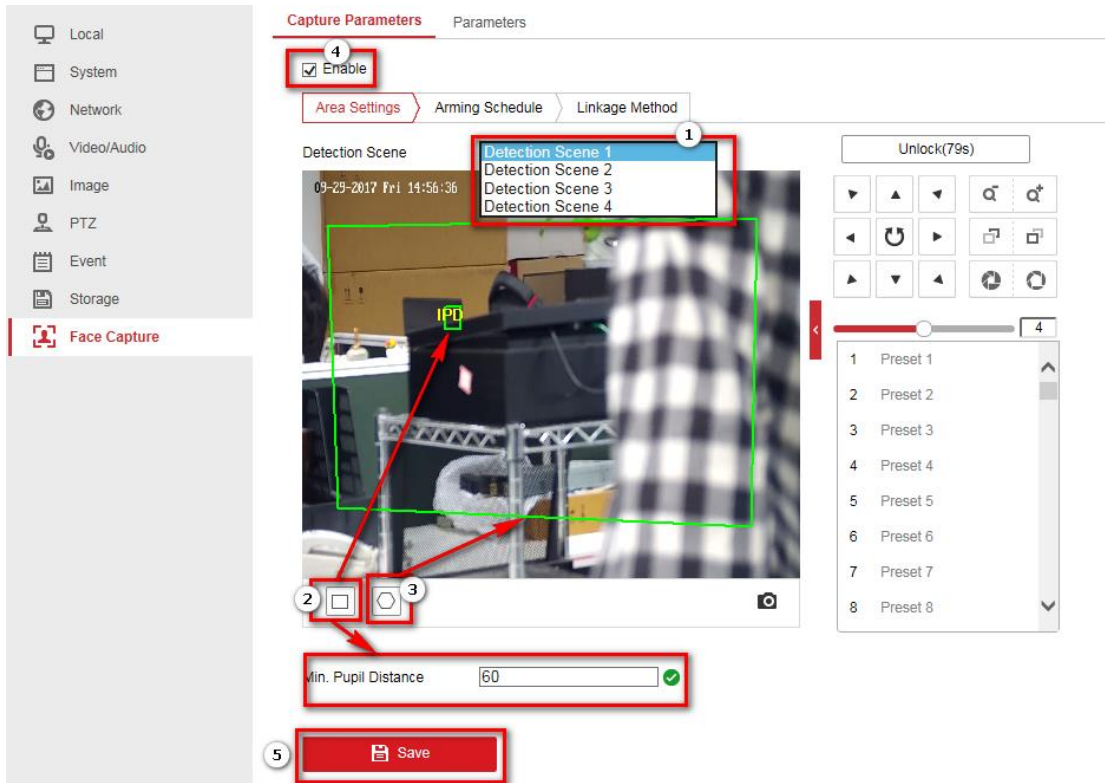 Capture Parameters Parameters
Local
System
Network
Video/Audio
Image
PTZ
Event
Storage
Face Capture
4
Enable
Area Settings Arming Schedule Linkage Method
1
Detection Scene
Detection Scene 1
Detection Scene 2
Detection Scene 3
Detection Scene 4
09-29-2017 Fri 14:56:36
IPD
2
3
Min. Pupil Distance 60
5
Save
Unlock(79s)
4
1 Preset 1
2 Preset 2
3 Preset 3
4 Preset 4
5 Preset 5
6 Preset 6
7 Preset 7
8 Preset 8